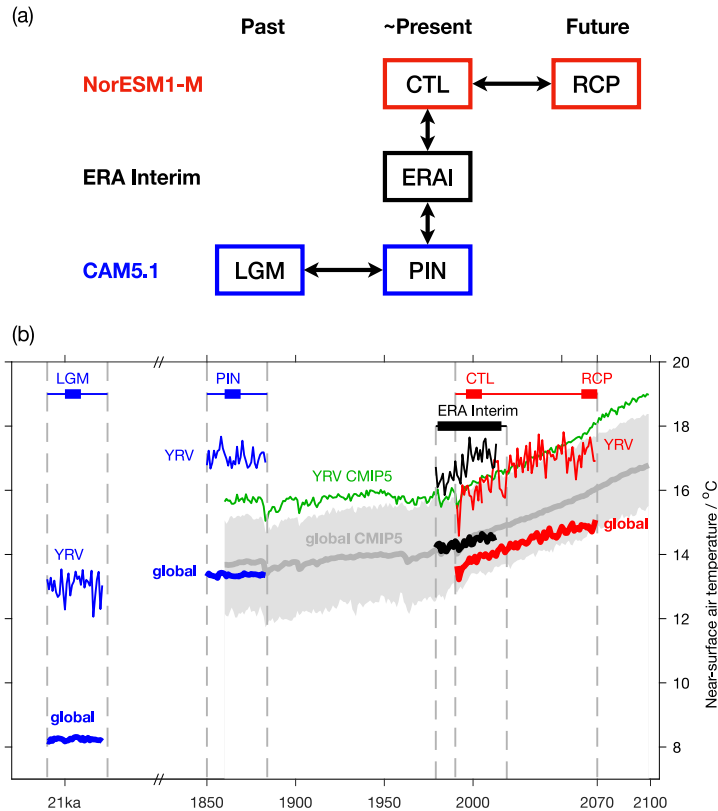 (a)
Past ~Present Future
NorESM1-M CTL RCP
ERA Interim ERAI
CAM5.1 LGM PIN
(b)
20
LGM PIN CTL RCP
ERA Interim
18
YRV YRV
YRV CMIP5
16
global CMIP5 global
global
14
YRV
12
10
global
8
Near-surface air temperature / °C
21ka 1850 1900 1950 2000 2070 2100